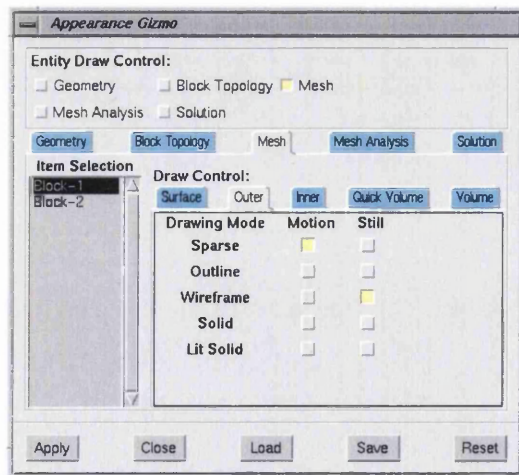 Appearance Gizmo
Entity Draw Control:
Geometry Block Topology Mesh
Mesh Analysis Solution
Geometry Block Topology Mesh Mesh Analysis Solution
Item Selection
Block-1
Block-2
Draw Control:
Surface Outer Inner Quick Volume Volume
Drawing Mode Motion Still
Sparse
Outline
Wireframe
Solid
Lit Solid
Apply Close Load Save Reset